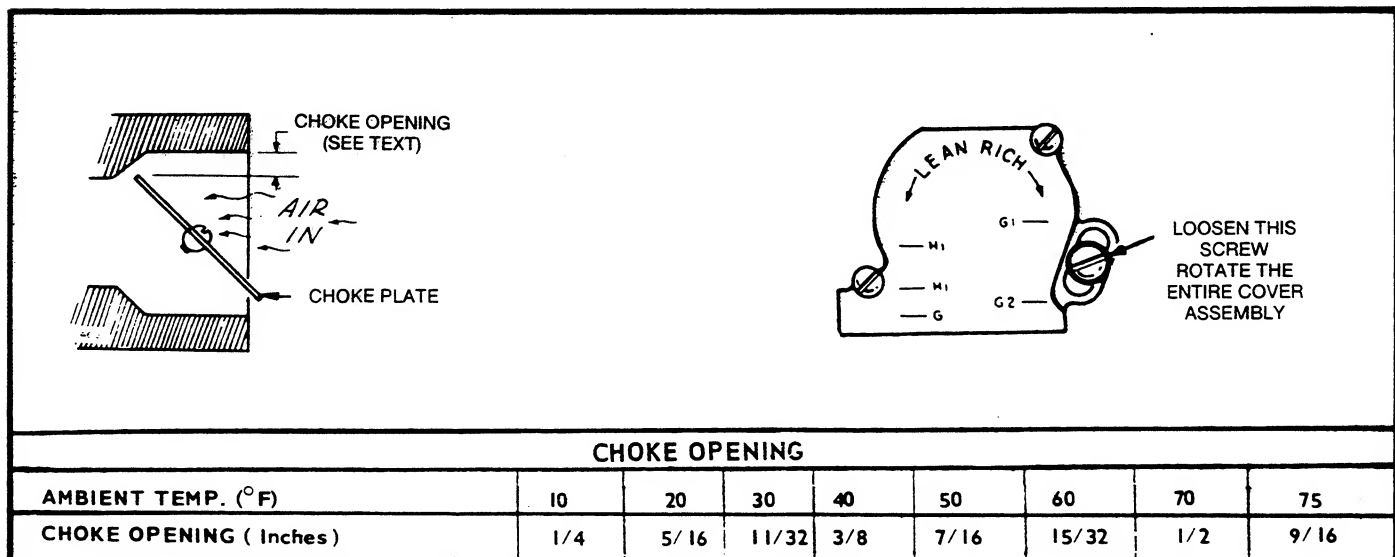 CHOKE OPENING
(SEE TEXT)
AIR
IN
CHOKE PLATE
LEAN RICH
G1
H1
H1
G2
G
LOOSEN THIS
SCREW
ROTATE THE
ENTIRE COVER
ASSEMBLY
CHOKE OPENING
AMBIENT TEMP. (°F) 10 20 30 40 50 60 70 75
CHOKE OPENING ( Inches) 1/4 5/16 11/32 3/8 7/16 15/32 1/2 9/16